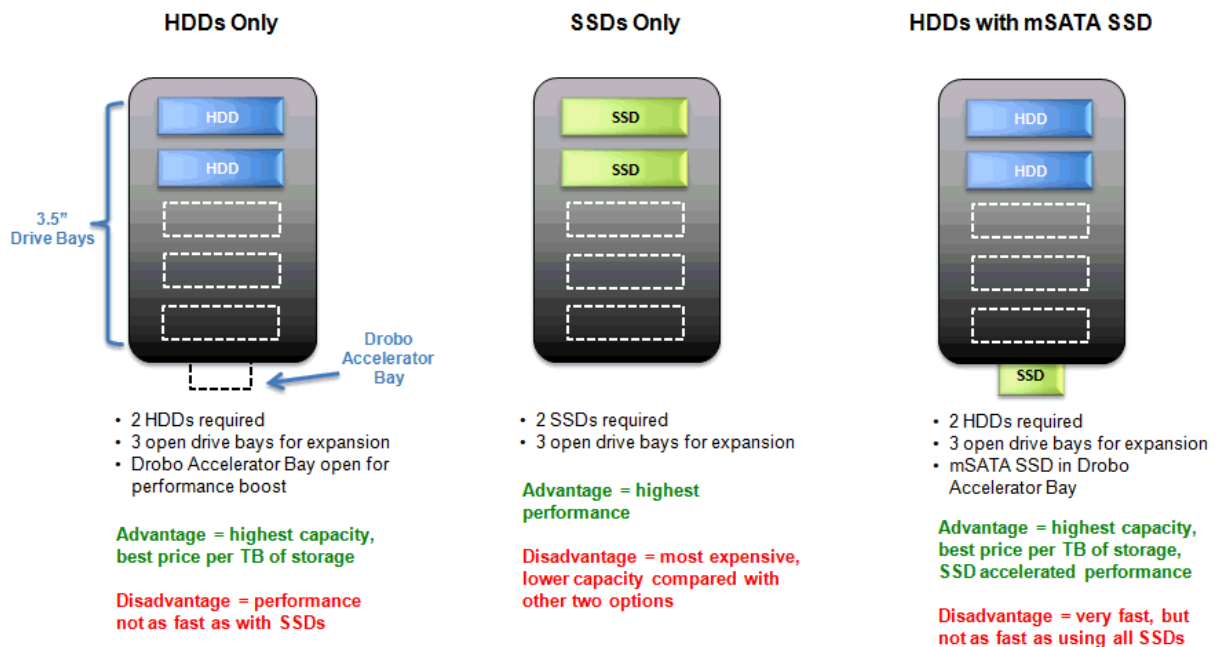 HDDs Only
HDD
HDD
3.5”
Drive Bays
Drobo
Accelerator
Bay
• 2 HDDs required
• 3 open drive bays for expansion
• Drobo Accelerator Bay open for
performance boost
Advantage = highest capacity,
best price per TB of storage
Disadvantage = performance
not as fast as with SSDs
SSDs Only
SSD
SSD
• 2 SSDs required
• 3 open drive bays for expansion
Advantage = highest
performance
Disadvantage = most expensive,
lower capacity compared with
other two options
HDDs with mSATA SSD
HDD
HDD
SSD
• 2 HDDs required
• 3 open drive bays for expansion
• mSATA SSD in Drobo
Accelerator Bay
Advantage = highest capacity,
best price per TB of storage,
SSD accelerated performance
Disadvantage = very fast, but
not as fast as using all SSDs